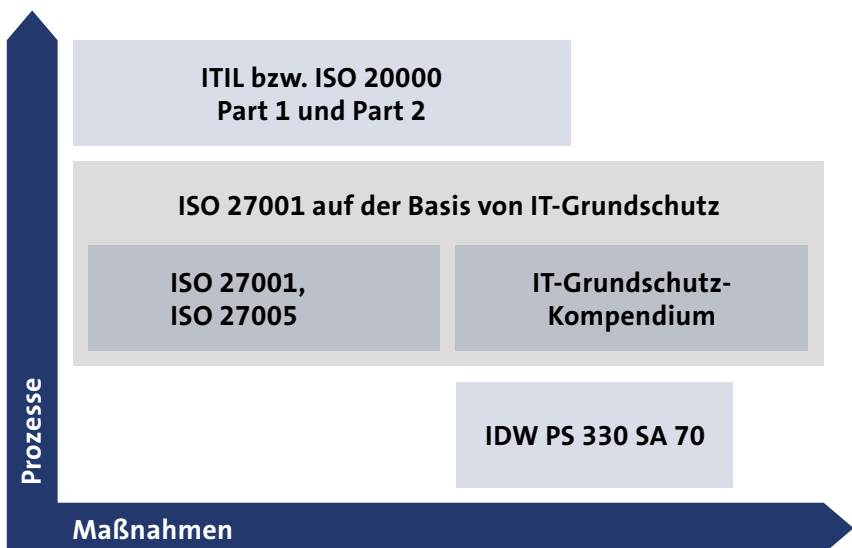 ITIL bzw. ISO 20000
Part 1 und Part 2
ISO 27001 auf der Basis von IT-Grundschutz
ISO 27001,
ISO 27005
IT-Grundschutz-
Kompendium
IDW PS 330 SA 70
Prozesse
Maßnahmen